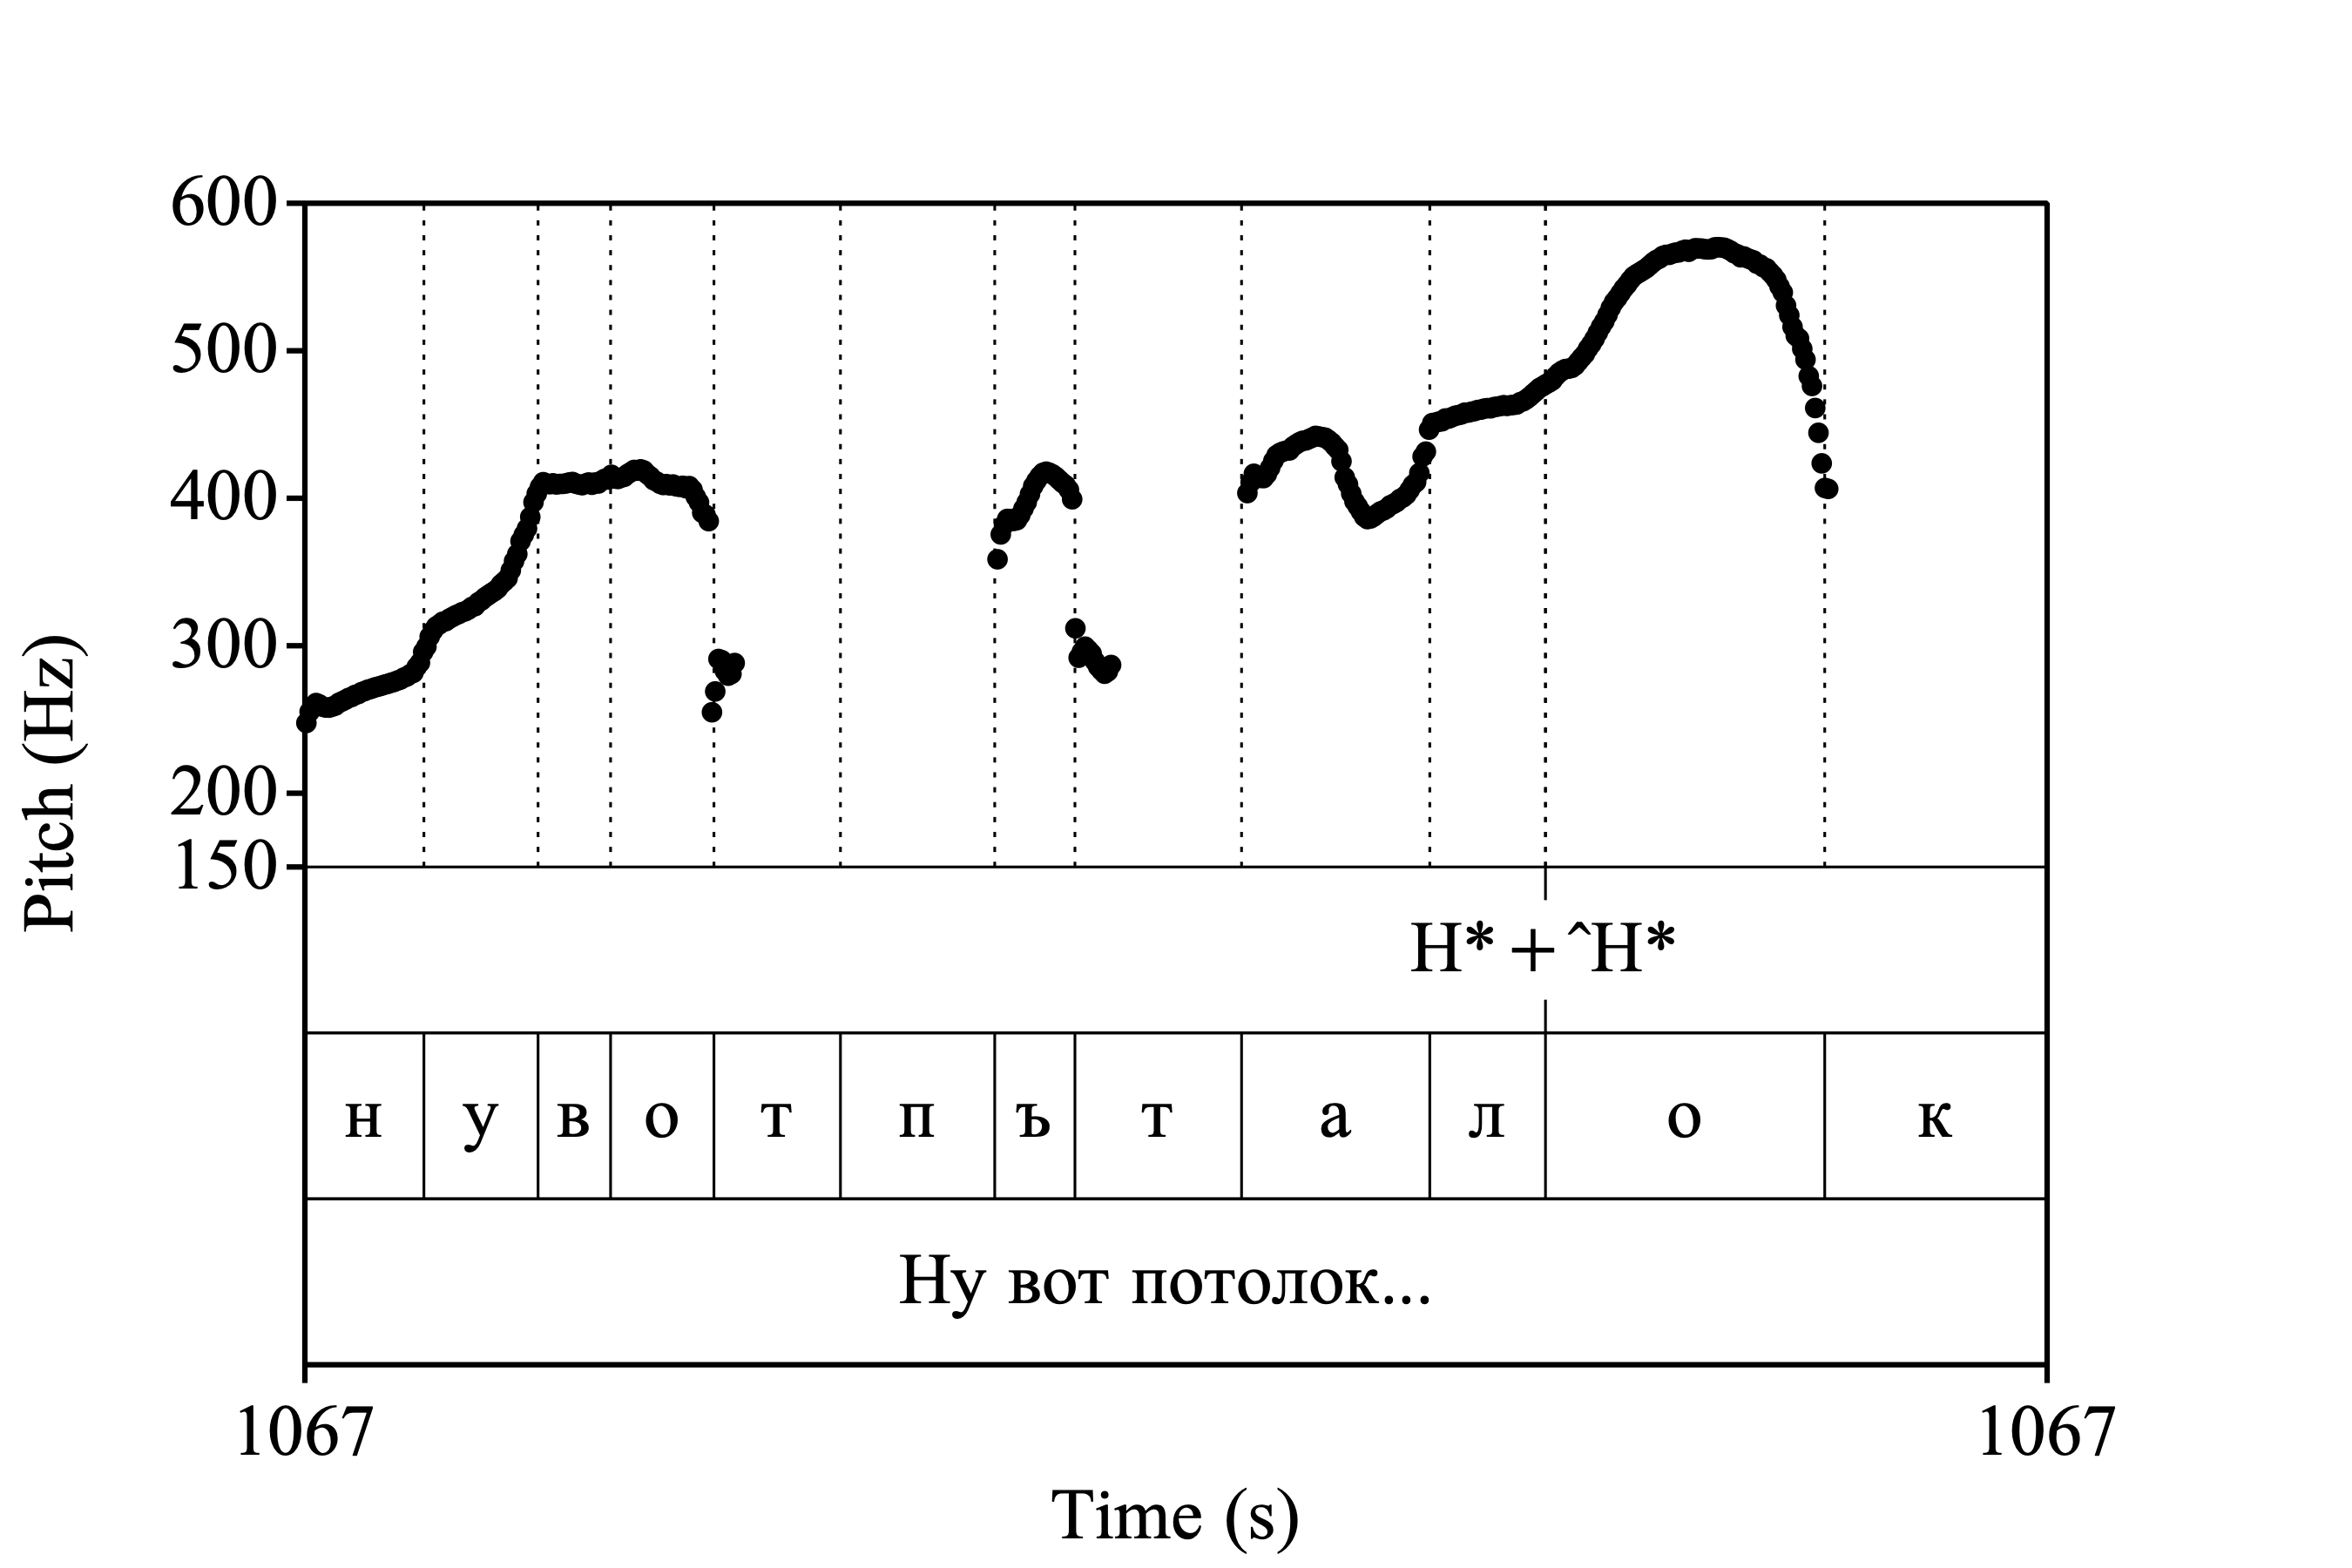 600
500
400
300
200
150
Pitch (Hz)
H* + ^H*
н у в о т п ъ т а л о к
Ну вот потолок...
1067 1067
Time (s)